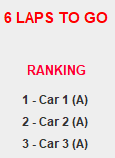 6 LAPS TO GO
RANKING
1 - Car 1 (A)
2 - Car 2 (A)
3 - Car 3 (A)